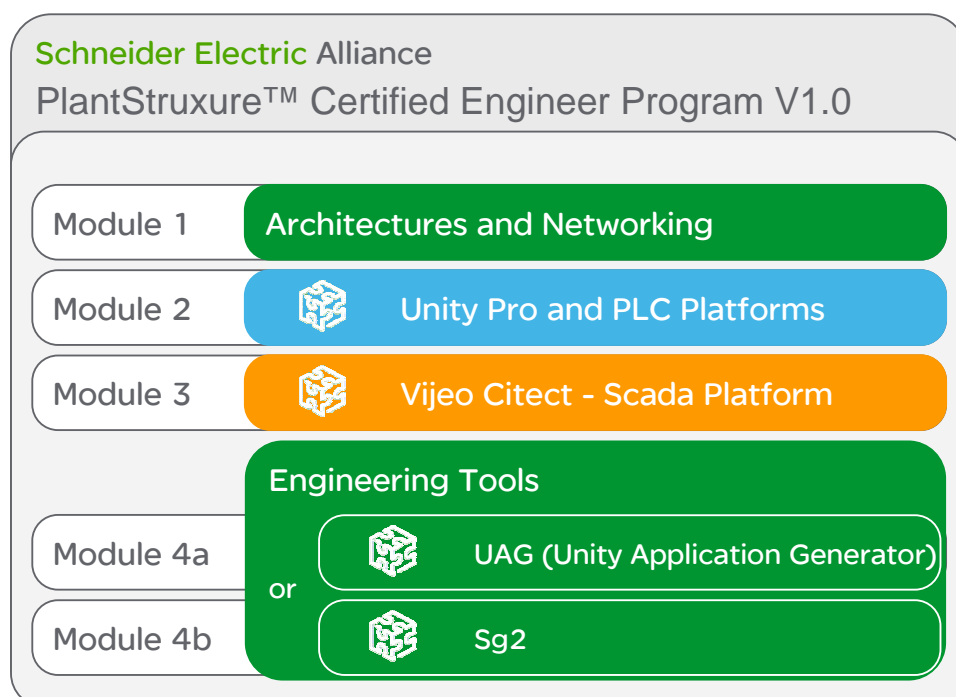 Schneider Electric Alliance
PlantStruxure™ Certified Engineer Program V1.0
Module 1 Architectures and Networking
Module 2 Unity Pro and PLC Platforms
Module 3 Vijeo Citect - Scada Platform
Engineering Tools
Module 4a UAG (Unity Application Generator)
or
Module 4b Sg2